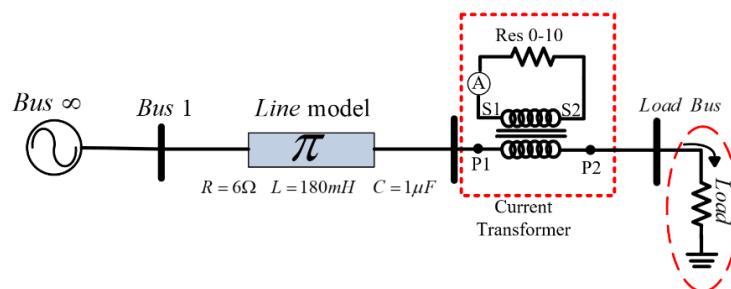 Res 0-10
A
S1 S2
Bus ∞
Bus 1
Line model
Load Bus
π
P1 P2
R = 6Ω L = 180mH C = 1μF
Load
Current
Transformer